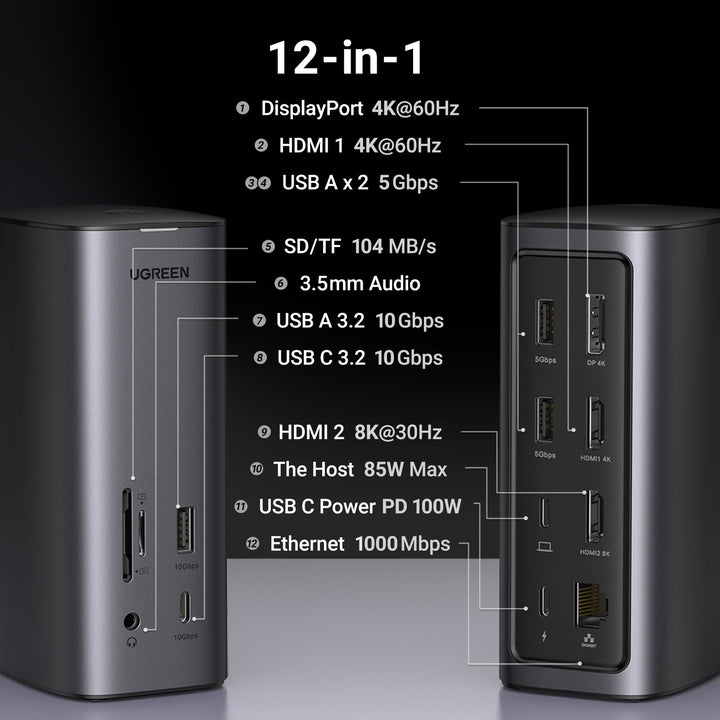 12-in-1
1 DisplayPort 4K@60Hz
2 HDMI 1 4K@60Hz
3 4 USB A x 2 5Gbps
5 SD/TF 104 MB/s
UGREEN
6 3.5mm Audio
7 USB A 3.2 10Gbps
8 USB C 3.2 10Gbps
9 HDMI 2 8K@30Hz
10 The Host 85W Max
11 USB C Power PD 100W
12 Ethernet 1000Mbps
10Gbps
10Gbps
5Gbps
DP 4K
5Gbps
HDMI1 4K
HDMI2 8K
GIGABIT